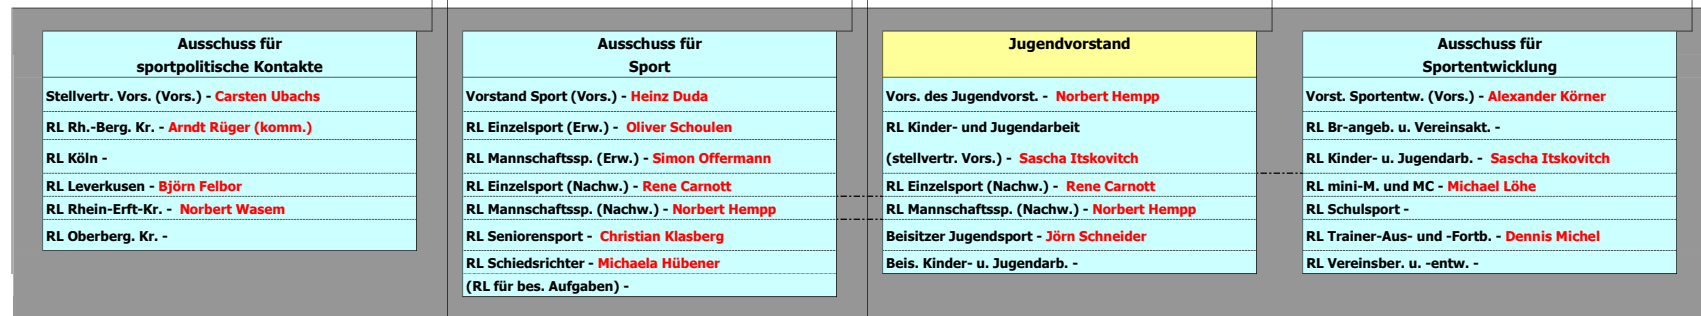 Ausschuss für
sportpolitische Kontakte
Stellvertr. Vors. (Vors.) - Carsten Ubachs
RL Rh.-Berg. Kr. - Arndt Rüger (komm.)
RL Köln -
RL Leverkusen - Björn Felbor
RL Rhein-Erft-Kr. - Norbert Wasem
RL Oberberg. Kr. -
Ausschuss für
Sport
Vorstand Sport (Vors.) - Heinz Duda
RL Einzelsport (Erw.) - Oliver Schoulen
RL Mannschaftssp. (Erw.) - Simon Offermann
RL Einzelsport (Nachw.) - Rene Carnott
RL Mannschaftssp. (Nachw.) - Norbert Hempp
RL Seniorensport - Christian Klasberg
RL Schiedsrichter - Michaela Hübener
(RL für bes. Aufgaben) -
Jugendvorstand
Vors. des Jugendvorst. - Norbert Hempp
RL Kinder- und Jugendarbeit
(stellvertr. Vors.) - Sascha Itskovitch
RL Einzelsport (Nachw.) - Rene Carnott
RL Mannschaftssp. (Nachw.) - Norbert Hempp
Beisitzer Jugendsport - Jörn Schneider
Beis. Kinder- u. Jugendarb. -
Ausschuss für
Sportentwicklung
Vorst. Sportentw. (Vors.) - Alexander Körner
RL Br-angeb. u. Vereinsakt. -
RL Kinder- u. Jugendarb. - Sascha Itskovitch
RL mini-M. und MC - Michael Löhe
RL Schulsport -
RL Trainer-Aus- und -Fortb. - Dennis Michel
RL Vereinsber. u. -entw. -